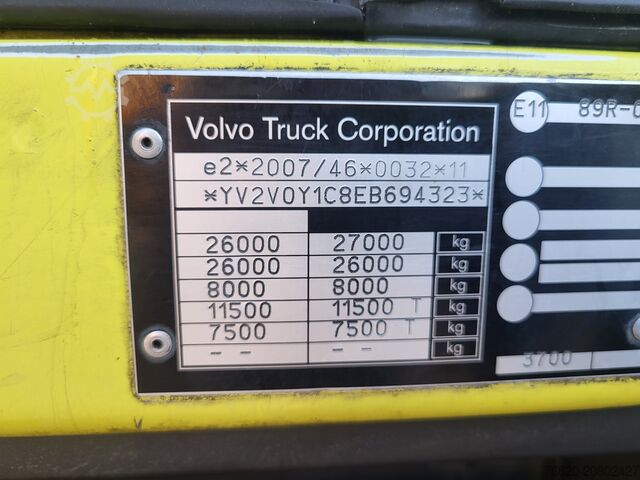 Volvo Truck Corporation
e2*2007/46*0032*11
*YV2V0Y1C8EB694323*
26000 27000 kg
26000 26000 kg
8000 8000 kg
11500 11500 T kg
7500 7500 T kg
-- -- kg
E11 89R-0
3700